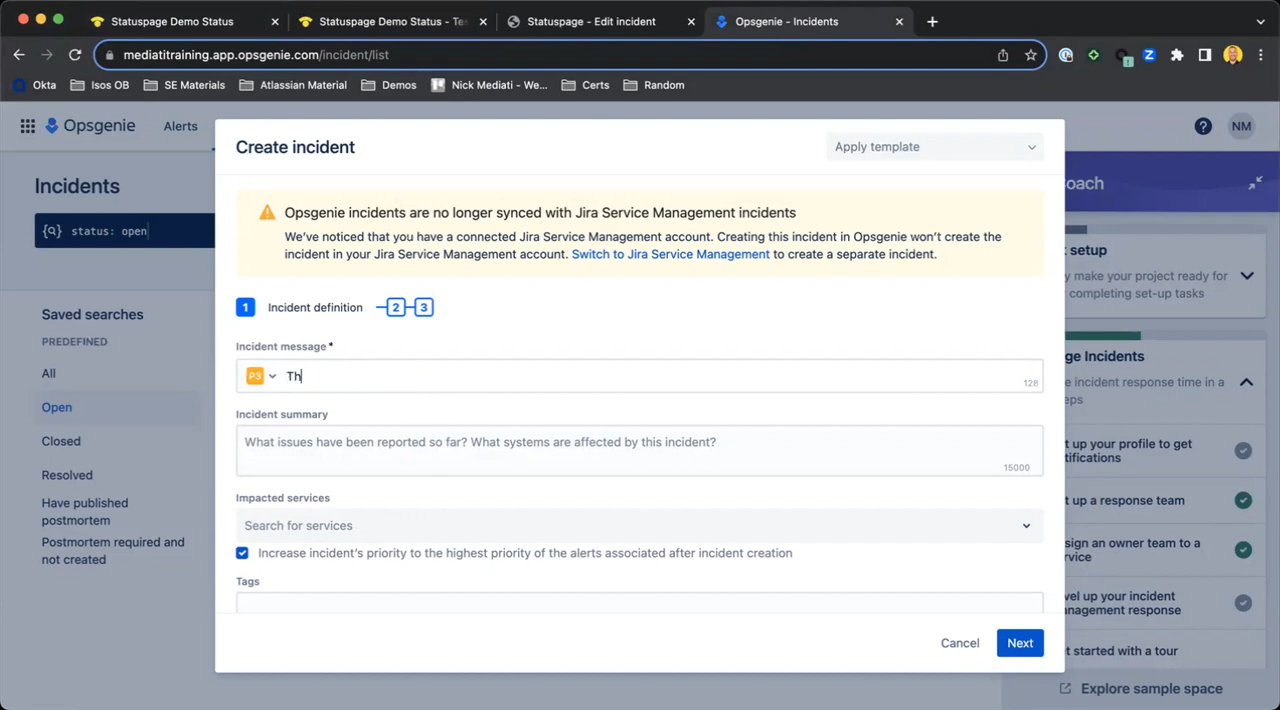 Statuspage Demo Status
Statuspage Demo Status - Te
Statuspage - Edit incident
Opsgenie - Incidents
mediatitraining.app.opsgenie.com/incident/list
Okta
Isos OB
SE Materials
Atlassian Material
Demos
Nick Mediati - We...
Certs
Random
Opsgenie
Alerts
NM
Incidents
status: open
Saved searches
PREDEFINED
All
Open
Closed
Resolved
Have published
postmortem
Postmortem required and
not created
Create incident
Apply template
Opsgenie incidents are no longer synced with Jira Service Management incidents
We've noticed that you have a connected Jira Service Management account. Creating this incident in Opsgenie won't create the
incident in your Jira Service Management account. Switch to Jira Service Management to create a separate incident.
1 Incident definition 2 3
Incident message *
P3 Th
128
Incident summary
What issues have been reported so far? What systems are affected by this incident?
15000
Impacted services
Search for services
Increase incident's priority to the highest priority of the alerts associated after incident creation
Tags
Cancel
Next
oach
setup
y make your project ready for
completing set-up tasks
ge Incidents
e incident response time in a
eps
t up your profile to get
tifications
t up a response team
sign an owner team to a
rvice
vel up your incident
anagement response
t started with a tour
Explore sample space